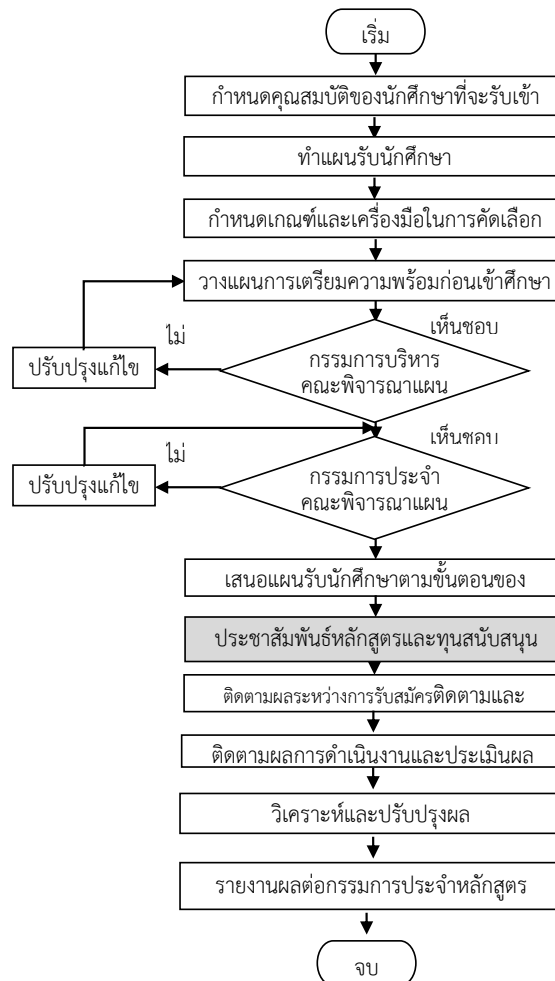 เริ่ม
กำหนดคุณสมบัติของนักศึกษาที่จะรับเข้า
ทำแผนรับนักศึกษา
กำหนดเกณฑ์และเครื่องมือในการคัดเลือก
วางแผนการเตรียมความพร้อมก่อนเข้าศึกษา
เห็นชอบ
ไม่
กรรมการบริหาร
คณะพิจารณาแผน
ปรับปรุงแก้ไข
เห็นชอบ
ไม่
กรรมการประจำ
คณะพิจารณาแผน
ปรับปรุงแก้ไข
เสนอแผนรับนักศึกษาตามขั้นตอนของ
ประชาสัมพันธ์หลักสูตรและทุนสนับสนุน
ติดตามผลระหว่างการรับสมัครติดตามและ
ติดตามผลการดำเนินงานและประเมินผล
วิเคราะห์และปรับปรุงผล
รายงานผลต่อกรรมการประจำหลักสูตร
จบ